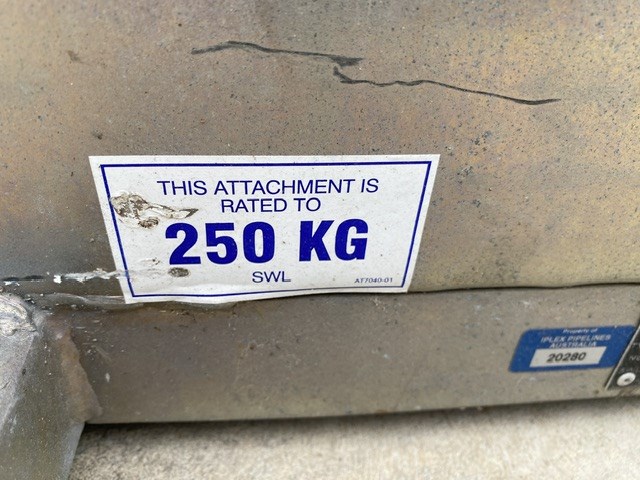 THIS ATTACHMENT IS
RATED TO
250 KG
SWL
AT7040-01
Property of
IPLEX PIPELINES
AUSTRALIA
20280